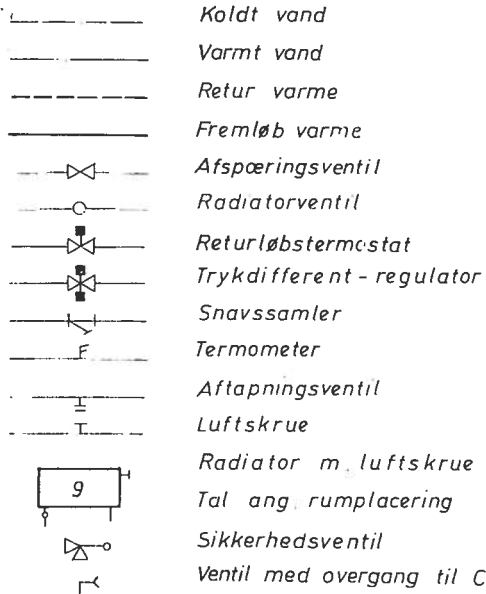 Koldt vand
Varmt vand
Retur varme
Fremløb varme
Afspæringsventil
Radiatorventil
Returløbstermostat
Trykdifferent - regulator
Snavssamler
F Termometer
Aftapningsventil
Luftskrue
Radiator m. luftskrue
9
Tal ang rumplacering
Sikkerhedsventil
Ventil med overgang til C